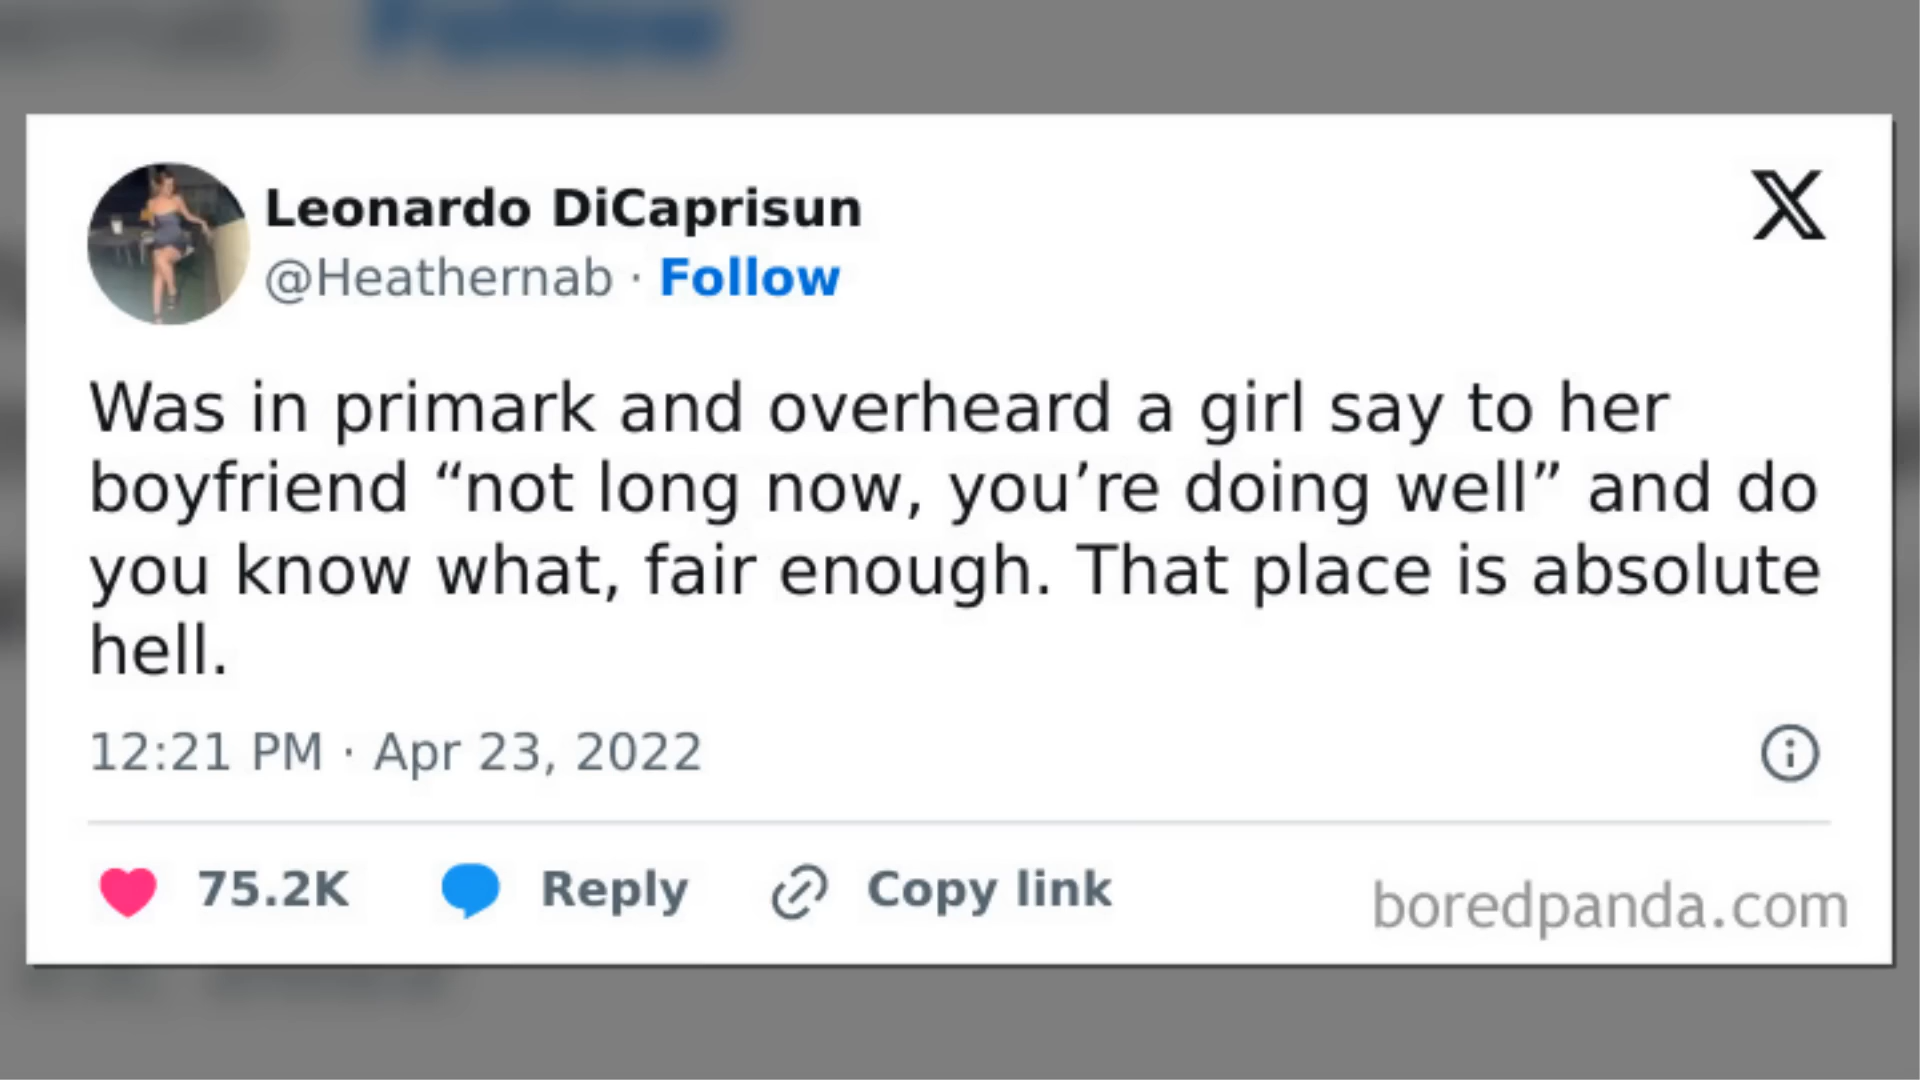 Follow
Leonardo DiCaprisun
@Heathernab · Follow
Was in primark and overheard a girl say to her
boyfriend “not long now, you’re doing well” and do
you know what, fair enough. That place is absolute
hell.
12:21 PM · Apr 23, 2022
75.2K Reply Copy link
boredpanda.com